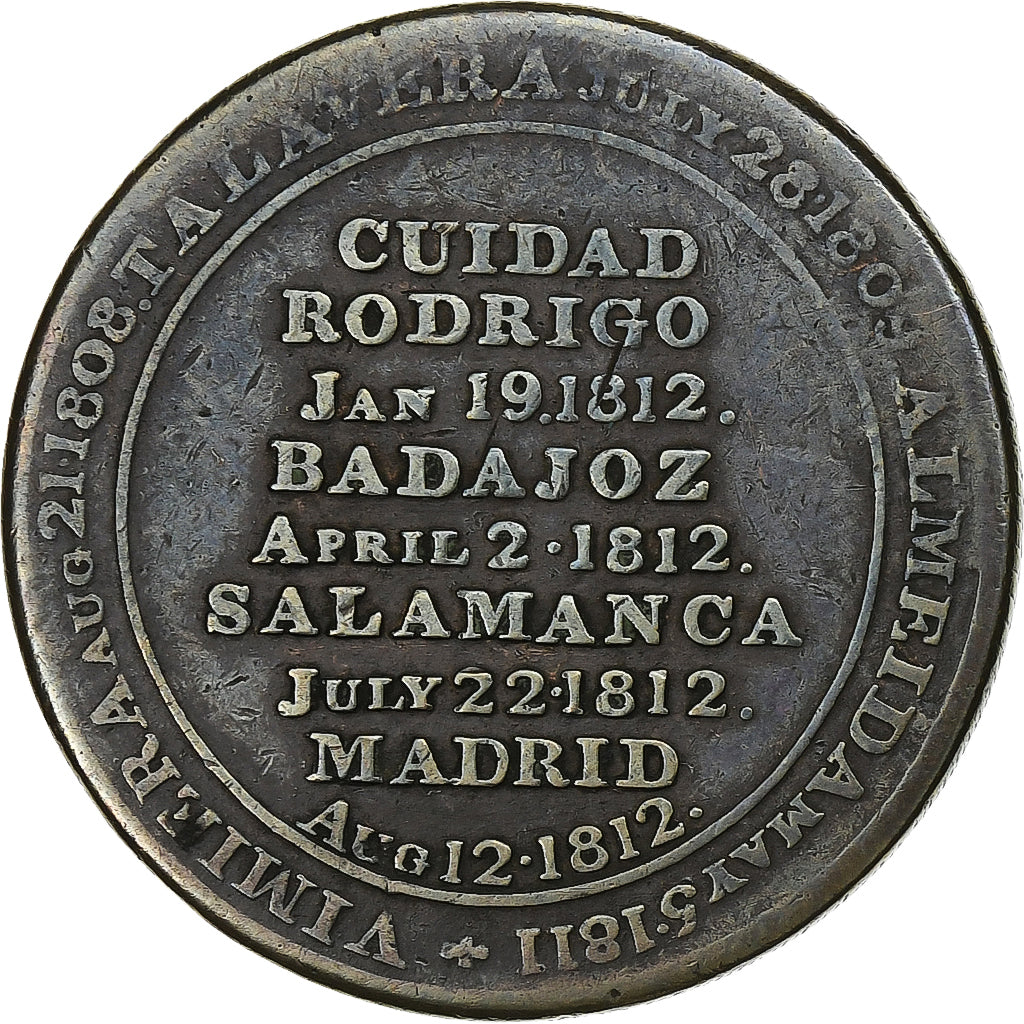 VIMIERA AUG 21·1808. TALAVERA JULY 28·1809. ALMEIDA MAY 5·1811
CUIDAD
RODRIGO
JAN 19.1812.
BADAJOZ
APRIL 2·1812.
SALAMANCA
JULY 22·1812.
MADRID
AUG 12·1812.